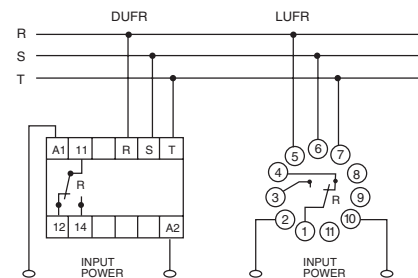 DUFR LUFR
R
S
T
A1 11 R S T
R
12 14 A2
INPUT
POWER
6
5 7
4 8
3 R 9
2 10
1 11
INPUT
POWER